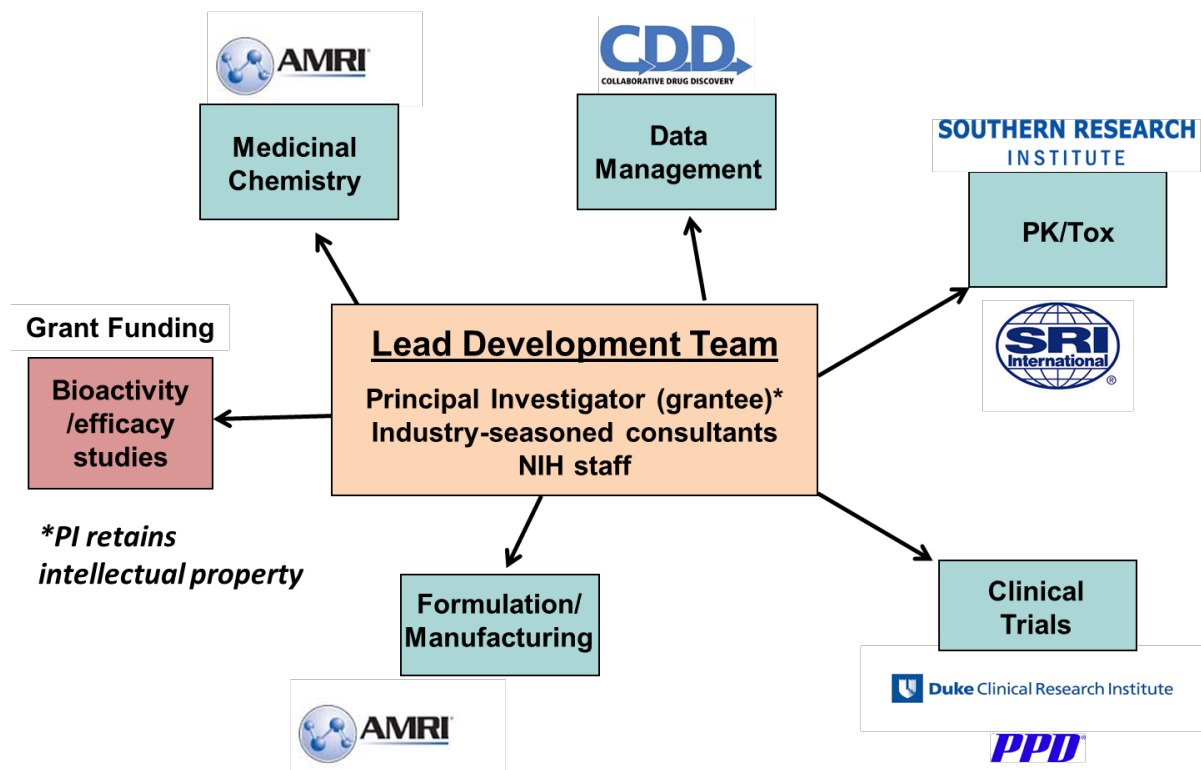 AMRI
Medicinal
Chemistry
CDD
COLLABORATIVE DRUG DISCOVERY
Data
Management
SOUTHERN RESEARCH
INSTITUTE
PK/Tox
SRI
International
®
Grant Funding
Bioactivity
/efficacy
studies
*PI retains
intellectual property
Lead Development Team
Principal Investigator (grantee)*
Industry-seasoned consultants
NIH staff
Formulation/
Manufacturing
AMRI
Clinical
Trials
Duke Clinical Research Institute
PPD